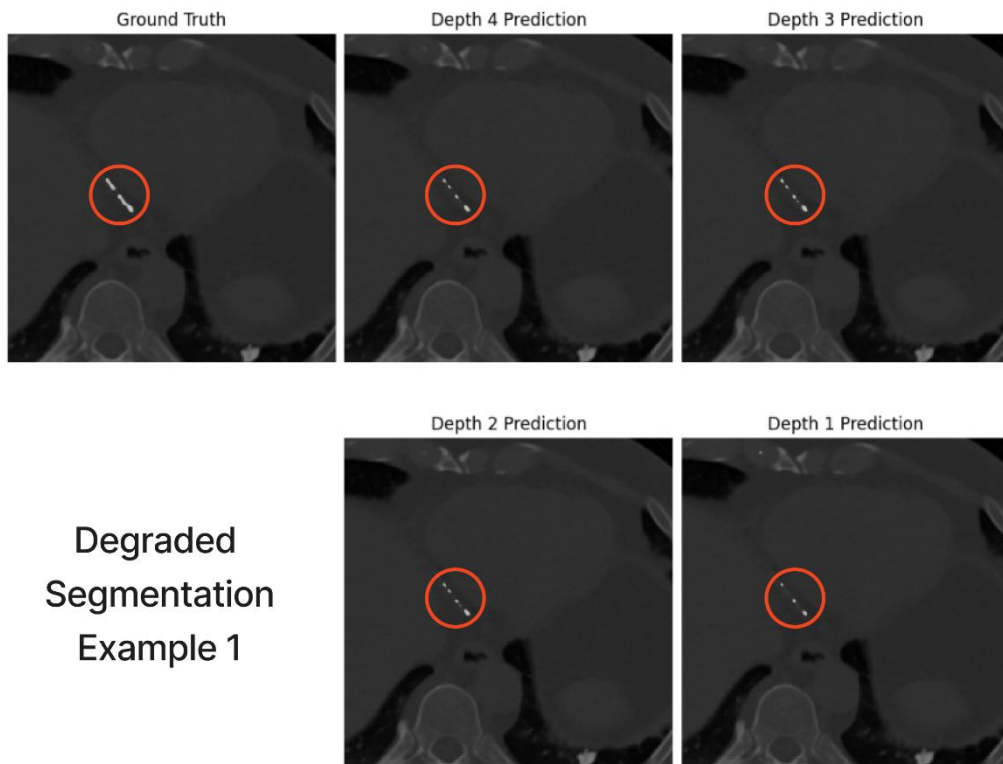 Ground Truth
Depth 4 Prediction
Depth 3 Prediction
Depth 2 Prediction
Depth 1 Prediction
Degraded
Segmentation
Example 1